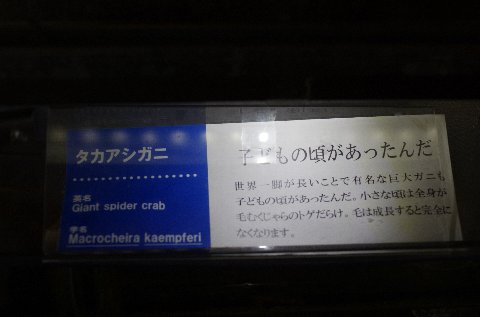 タカアシガニ
英名
Giant spider crab
学名
Macrocheira kaempferi
子どもの頃があったんだ
世界一脚が長いことで有名な巨大ガニも
子どもの頃があったんだ。小さな頃は全身が
毛むくじゃらのトゲだらけ。毛は成長すると完全に
なくなります。